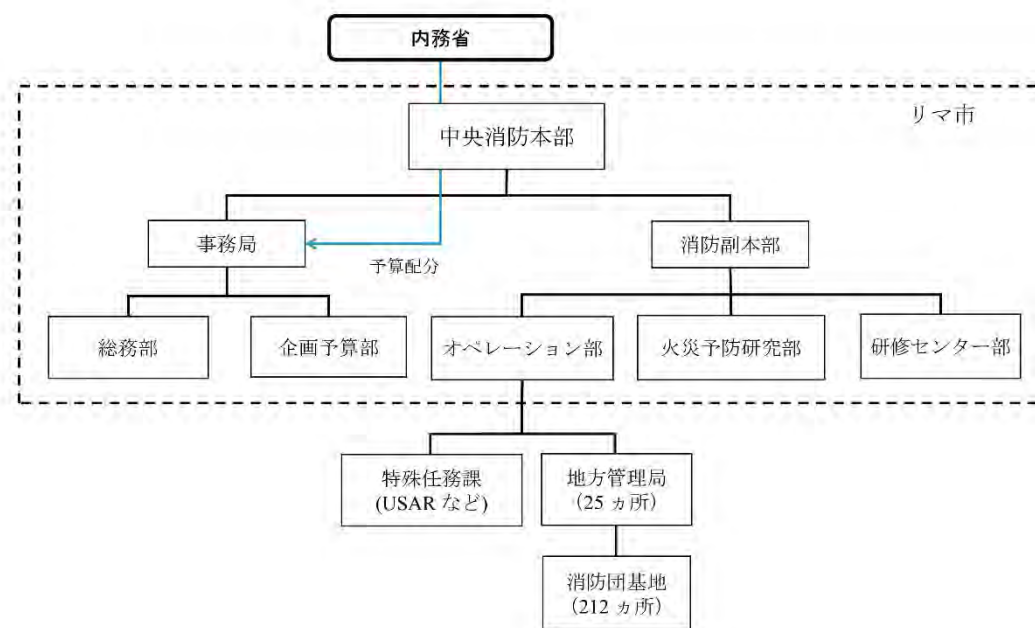 内務省
リマ市
中央消防本部
事務局
消防副本部
予算配分
総務部
企画予算部
オペレーション部
火災予防研究部
研修センター部
特殊任務課
(USAR など)
地方管理局
(25 ヵ所)
消防団基地
(212 ヵ所)